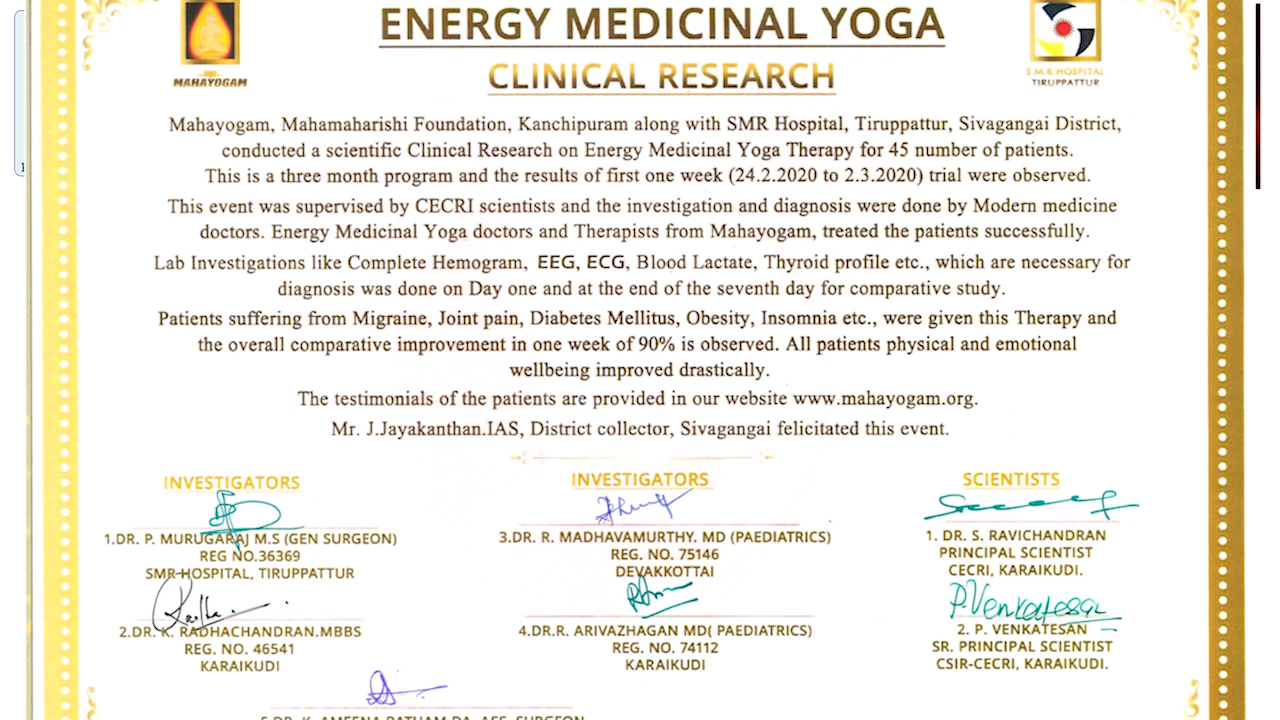 ENERGY MEDICINAL YOGA
CLINICAL RESEARCH
MAHAYOGAM
S.M.R HOSPITAL
TIRUPPATTUR
Mahayogam, Mahamaharishi Foundation, Kanchipuram along with SMR Hospital, Tiruppattur, Sivagangai District,
conducted a scientific Clinical Research on Energy Medicinal Yoga Therapy for 45 number of patients.
This is a three month program and the results of first one week (24.2.2020 to 2.3.2020) trial were observed.
This event was supervised by CECRI scientists and the investigation and diagnosis were done by Modern medicine
doctors. Energy Medicinal Yoga doctors and Therapists from Mahayogam, treated the patients successfully.
Lab Investigations like Complete Hemogram, EEG, ECG, Blood Lactate, Thyroid profile etc., which are necessary for
diagnosis was done on Day one and at the end of the seventh day for comparative study.
Patients suffering from Migraine, Joint pain, Diabetes Mellitus, Obesity, Insomnia etc., were given this Therapy and
the overall comparative improvement in one week of 90% is observed. All patients physical and emotional
wellbeing improved drastically.
The testimonials of the patients are provided in our website www.mahayogam.org.
Mr. J.Jayakanthan.IAS, District collector, Sivagangai felicitated this event.
INVESTIGATORS
1.DR. P. MURUGARAJ M.S (GEN SURGEON)
REG NO.36369
SMR HOSPITAL, TIRUPPATTUR
2.DR. K. RADHACHANDRAN.MBBS
REG. NO. 46541
KARAIKUDI
INVESTIGATORS
3.DR. R. MADHAVAMURTHY. MD (PAEDIATRICS)
REG. NO. 75146
DEVAKKOTTAI
4.DR.R. ARIVAZHAGAN MD( PAEDIATRICS)
REG. NO. 74112
KARAIKUDI
SCIENTISTS
1. DR. S. RAVICHANDRAN
PRINCIPAL SCIENTIST
CECRI, KARAIKUDI.
P.Venkatesan
2. P. VENKATESAN
SR. PRINCIPAL SCIENTIST
CSIR-CECRI, KARAIKUDI.
5.DR. K. AMEENA BATHAM.DA. ASS. SURGEON